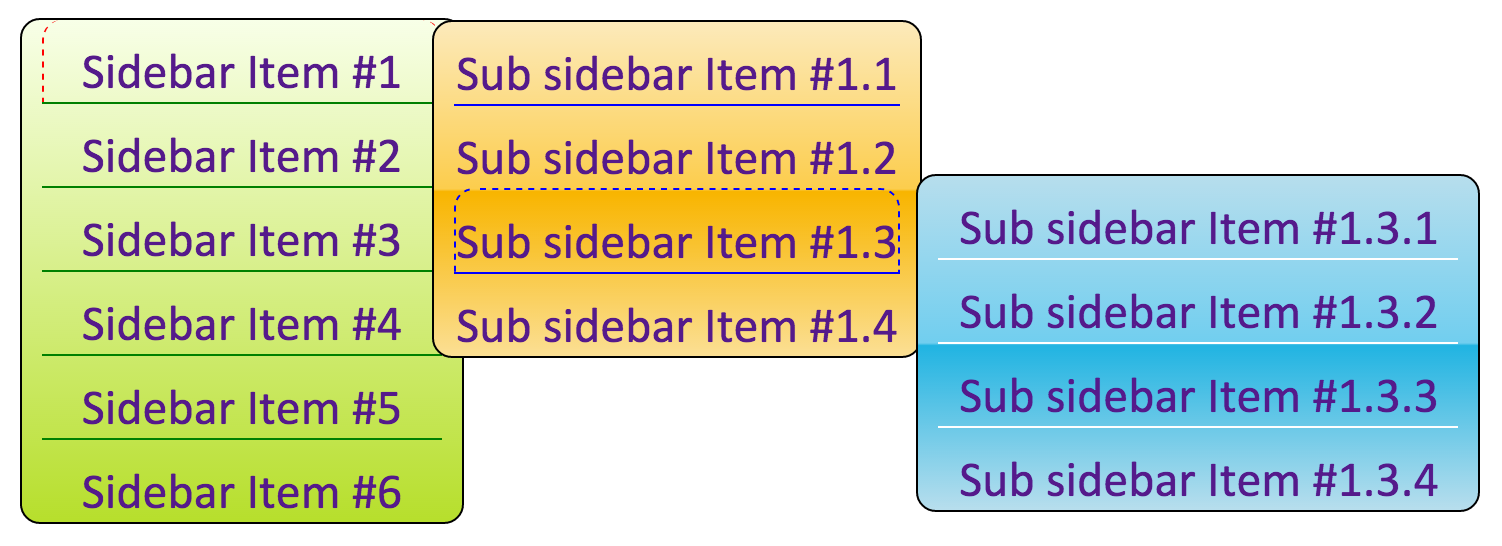 Sidebar Item #1
Sidebar Item #2
Sidebar Item #3
Sidebar Item #4
Sidebar Item #5
Sidebar Item #6
Sub sidebar Item #1.1
Sub sidebar Item #1.2
Sub sidebar Item #1.3
Sub sidebar Item #1.4
Sub sidebar Item #1.3.1
Sub sidebar Item #1.3.2
Sub sidebar Item #1.3.3
Sub sidebar Item #1.3.4